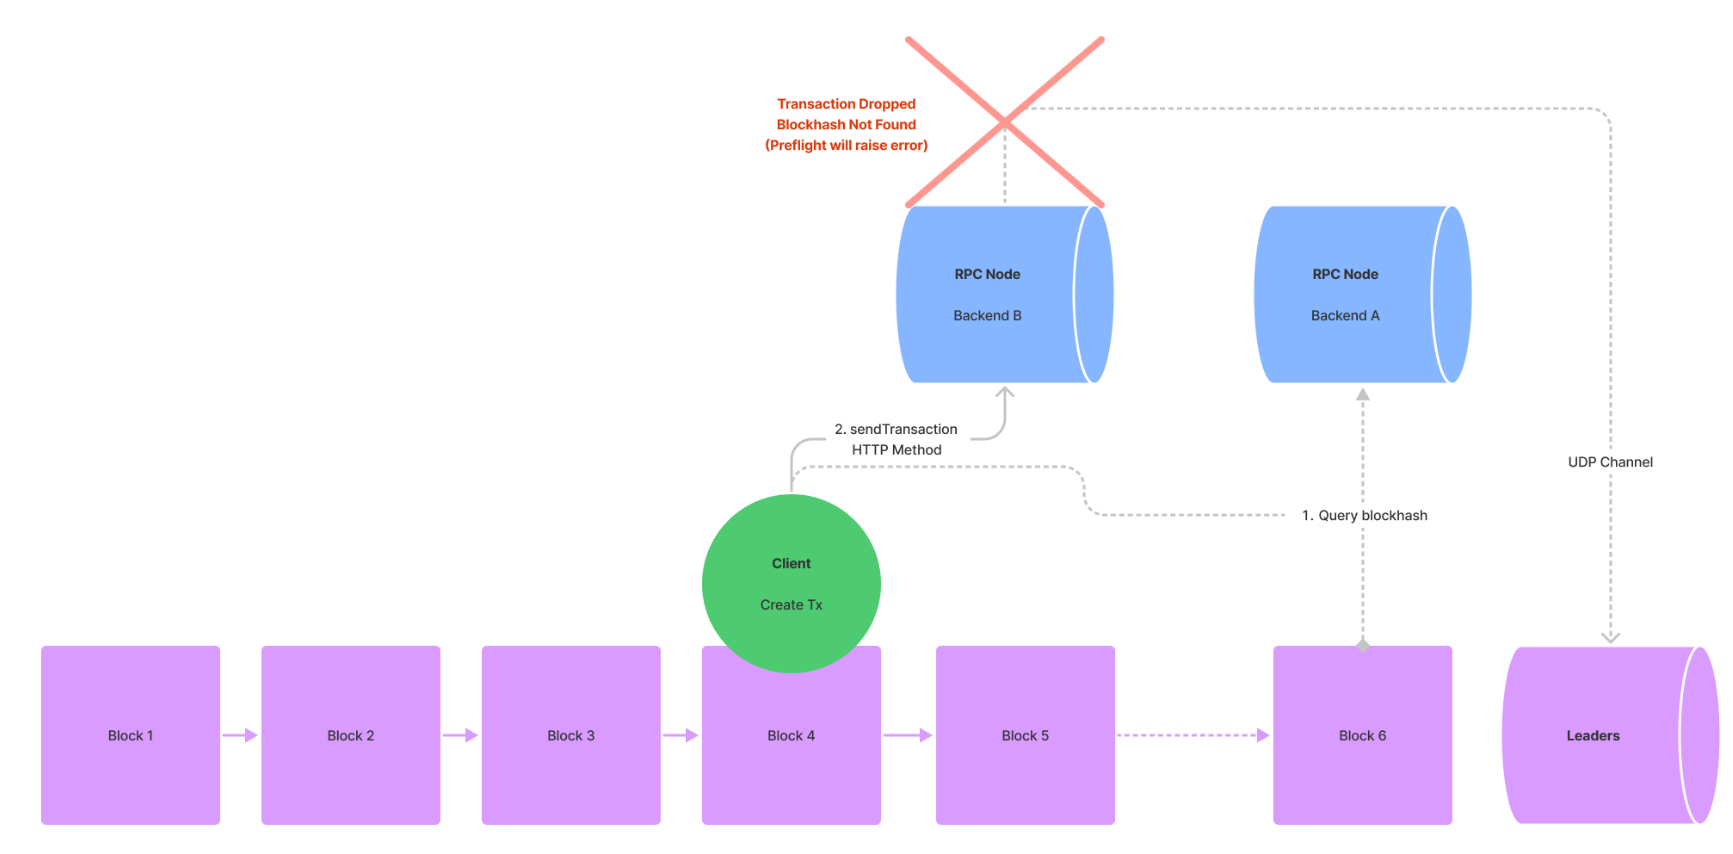 Transaction Dropped
Blockhash Not Found
(Preflight will raise error)
RPC Node
Backend B
RPC Node
Backend A
2. sendTransaction
HTTP Method
UDP Channel
1. Query blockhash
Client
Create Tx
Block 1
Block 2
Block 3
Block 4
Block 5
Block 6
Leaders